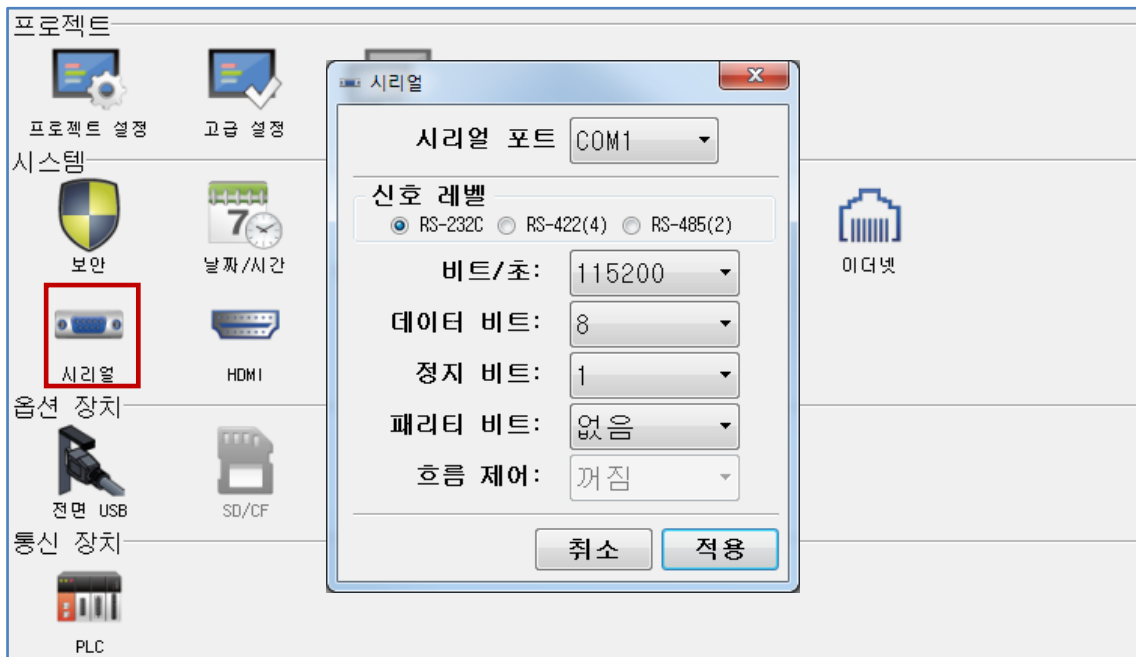 프로젝트
프로젝트 설정
고급 설정
시스템
보안
날짜/시간
이더넷
시리얼
HDMI
옵션 장치
전면 USB
SD/CF
통신 장치
PLC
시리얼
시리얼 포트 COM1
신호 레벨
RS-232C RS-422(4) RS-485(2)
비트/초: 115200
데이터 비트: 8
정지 비트: 1
패리티 비트: 없음
흐름 제어: 꺼짐
취소 적용